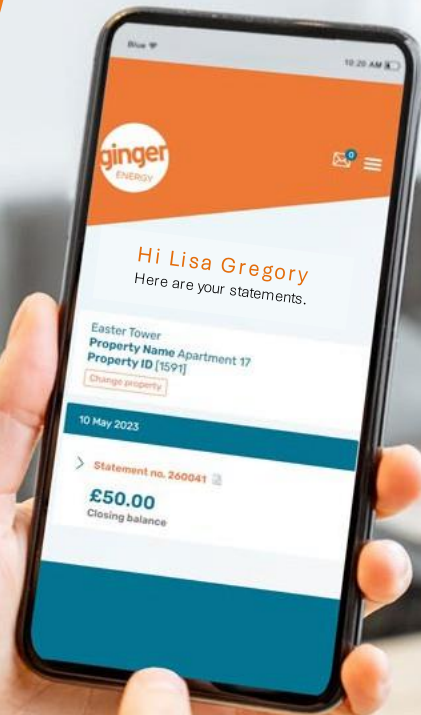 Blue
10:20 AM
ginger
ENERGY
0
Hi Lisa Gregory
Here are your statements.
Easter Tower
Property Name Apartment 17
Property ID [1591]
Change property
10 May 2023
Statement no. 260041
£50.00
Closing balance